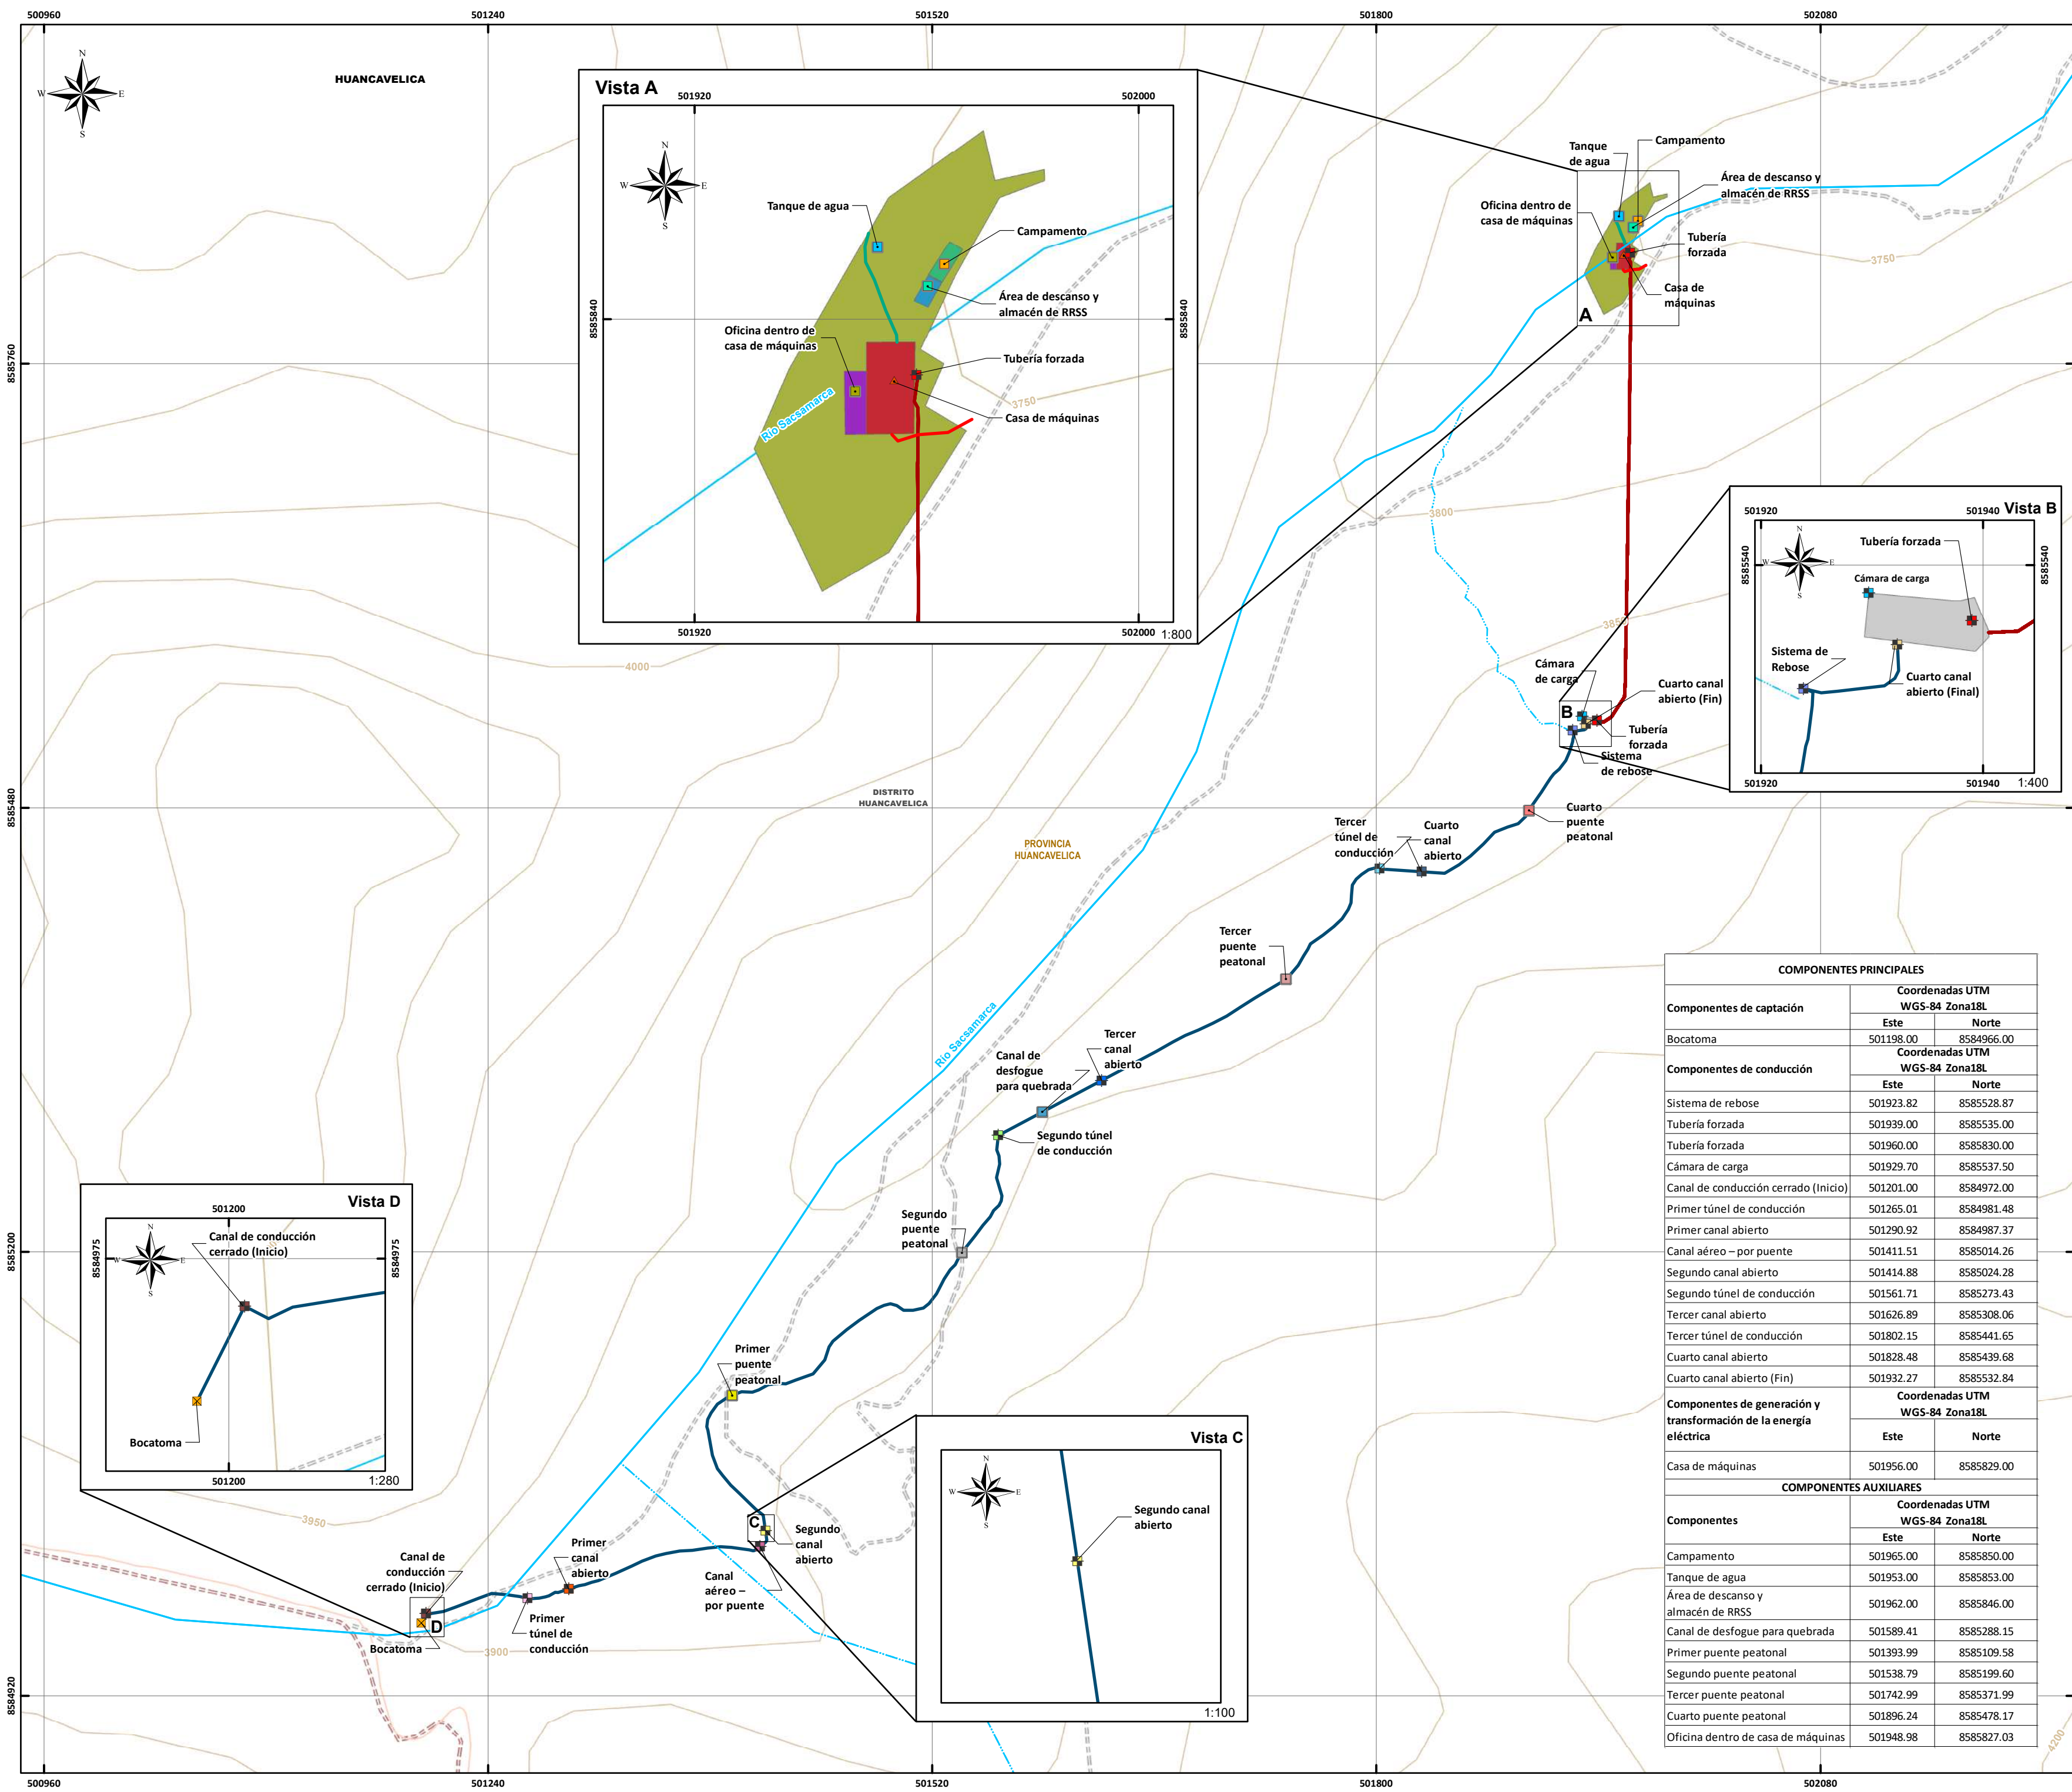 500960
501240
501520
501800
502080
N
W
E
S
HUANCAVELICA
Vista A
501920
502000
N
W
E
S
Tanque de agua
Campamento
Área de descanso y
almacén de RRSS
Oficina dentro de
casa de máquinas
Tubería forzada
Casa de máquinas
Río Sacsamarca
3750
8585840
8585840
501920
502000
1:800
Tanque
de agua
Campamento
Área de descanso y
almacén de RRSS
Oficina dentro de
casa de máquinas
Tubería
forzada
Casa de
máquinas
A
3750
8585760
3800
3850
4000
Vista B
501920
501940
N
W
E
S
Tubería forzada
Cámara de carga
Sistema de
Rebose
Cuarto canal
abierto (Final)
8585540
8585540
501920
501940
1:400
Cámara
de carga
Cuarto canal
abierto (Fin)
B
Tubería
forzada
Sistema
de rebose
DISTRITO
HUANCAVELICA
PROVINCIA
HUANCAVELICA
8585480
Cuarto
puente
peatonal
Tercer
túnel de
conducción
Cuarto
canal
abierto
Tercer
puente
peatonal
Río Sacsamarca
Tercer
canal
abierto
Canal de
desfogue
para quebrada
Segundo túnel
de conducción
Segundo
puente
peatonal
8585200
Vista D
501200
N
W
E
S
Canal de conducción
cerrado (Inicio)
Bocatoma
8584975
8584975
501200
1:280
Primer
puente
peatonal
Vista C
N
W
E
S
Segundo canal
abierto
1:100
3950
C
Segundo
canal
abierto
Canal
aéreo –
por puente
Primer
canal
abierto
Canal de
conducción
cerrado (Inicio)
D
Bocatoma
Primer
túnel de
conducción
3900
8584920
4200
COMPONENTES PRINCIPALES
Componentes de captación
Coordenadas UTM
WGS-84 Zona18L
Este Norte
Bocatoma 501198.00 8584966.00
Componentes de conducción
Coordenadas UTM
WGS-84 Zona18L
Este Norte
Sistema de rebose 501923.82 8585528.87
Tubería forzada 501939.00 8585535.00
Tubería forzada 501960.00 8585830.00
Cámara de carga 501929.70 8585537.50
Canal de conducción cerrado (Inicio) 501201.00 8584972.00
Primer túnel de conducción 501265.01 8584981.48
Primer canal abierto 501290.92 8584987.37
Canal aéreo – por puente 501411.51 8585014.26
Segundo canal abierto 501414.88 8585024.28
Segundo túnel de conducción 501561.71 8585273.43
Tercer canal abierto 501626.89 8585308.06
Tercer túnel de conducción 501802.15 8585441.65
Cuarto canal abierto 501828.48 8585439.68
Cuarto canal abierto (Fin) 501932.27 8585532.84
Componentes de generación y
transformación de la energía
eléctrica
Coordenadas UTM
WGS-84 Zona18L
Este Norte
Casa de máquinas 501956.00 8585829.00
COMPONENTES AUXILIARES
Componentes
Coordenadas UTM
WGS-84 Zona18L
Este Norte
Campamento 501965.00 8585850.00
Tanque de agua 501953.00 8585853.00
Área de descanso y
almacén de RRSS 501962.00 8585846.00
Canal de desfogue para quebrada 501589.41 8585288.15
Primer puente peatonal 501393.99 8585109.58
Segundo puente peatonal 501538.79 8585199.60
Tercer puente peatonal 501742.99 8585371.99
Cuarto puente peatonal 501896.24 8585478.17
Oficina dentro de casa de máquinas 501948.98 8585827.03
500960
501240
501520
501800
502080